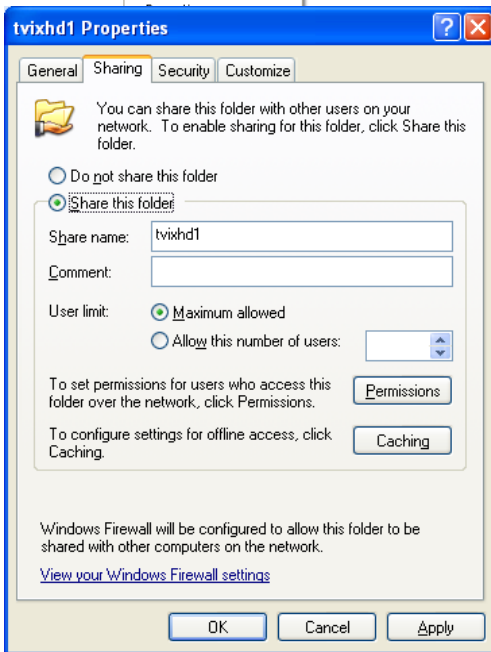 tvixhd1 Properties
General Sharing Security Customize
You can share this folder with other users on your
network. To enable sharing for this folder, click Share this
folder.
Do not share this folder
Share this folder
Share name: tvixhd1
Comment:
User limit: Maximum allowed
Allow this number of users:
To set permissions for users who access this
folder over the network, click Permissions.
Permissions
To configure settings for offline access, click
Caching.
Caching
Windows Firewall will be configured to allow this folder to be
shared with other computers on the network.
View your Windows Firewall settings
OK Cancel Apply